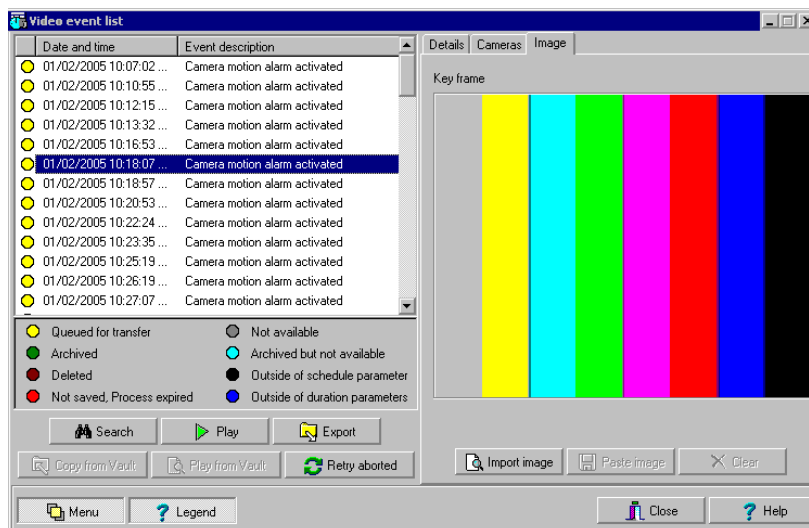 Video event list
Date and time Event description
01/02/2005 10:07:02 ... Camera motion alarm activated
01/02/2005 10:10:55 ... Camera motion alarm activated
01/02/2005 10:12:15 ... Camera motion alarm activated
01/02/2005 10:13:32 ... Camera motion alarm activated
01/02/2005 10:16:53 ... Camera motion alarm activated
01/02/2005 10:18:07 ... Camera motion alarm activated
01/02/2005 10:18:57 ... Camera motion alarm activated
01/02/2005 10:20:53 ... Camera motion alarm activated
01/02/2005 10:22:24 ... Camera motion alarm activated
01/02/2005 10:23:35 ... Camera motion alarm activated
01/02/2005 10:25:19 ... Camera motion alarm activated
01/02/2005 10:26:19 ... Camera motion alarm activated
01/02/2005 10:27:07 ... Camera motion alarm activated
Queued for transfer Not available
Archived Archived but not available
Deleted Outside of schedule parameter
Not saved, Process expired Outside of duration parameters
Search Play Export
Copy from Vault Play from Vault Retry aborted
Details Cameras Image
Key frame
Import image Paste image Clear
Menu Legend Close Help